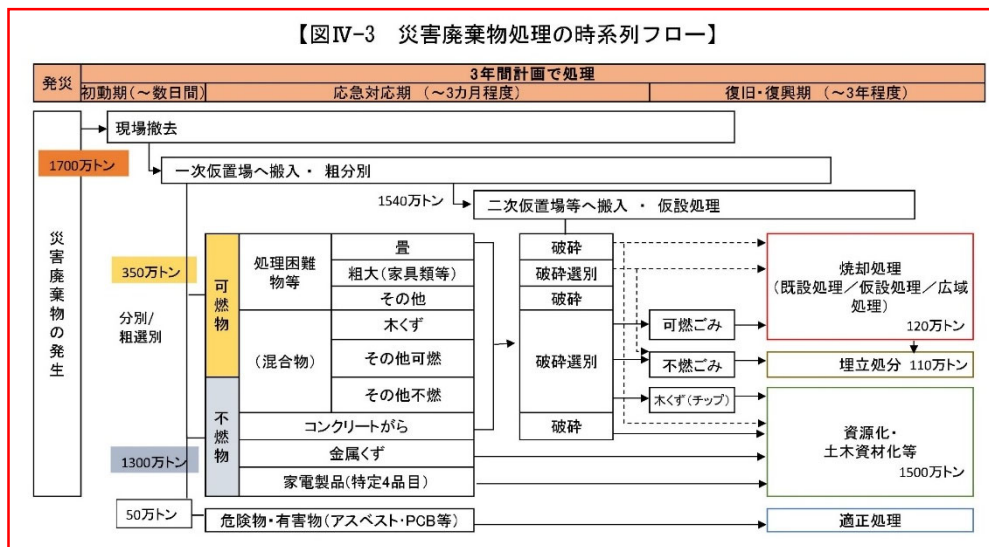 【図Ⅳ-3　災害廃棄物処理の時系列フロー】
発災
3年間計画で処理
初動期(～数日間)
応急対応期　(～3カ月程度)
復旧・復興期　(～3年程度)
現場撤去
1700万トン
一次仮置場へ搬入 ・ 粗分別
1540万トン
二次仮置場等へ搬入 ・ 仮設処理
災害廃棄物の発生
350万トン
分別/
粗選別
1300万トン
50万トン
可燃物
不燃物
処理困難
物等
(混合物)
畳
粗大(家具類等)
その他
木くず
その他可燃
その他不燃
コンクリートがら
金属くず
家電製品(特定4品目)
危険物・有害物(アスベスト・PCB等)
破砕
破砕選別
破砕
破砕選別
破砕
可燃ごみ
不燃ごみ
木くず(チップ)
焼却処理
(既設処理／仮設処理／広域
処理)
120万トン
埋立処分 110万トン
資源化・
土木資材化等
1500万トン
適正処理